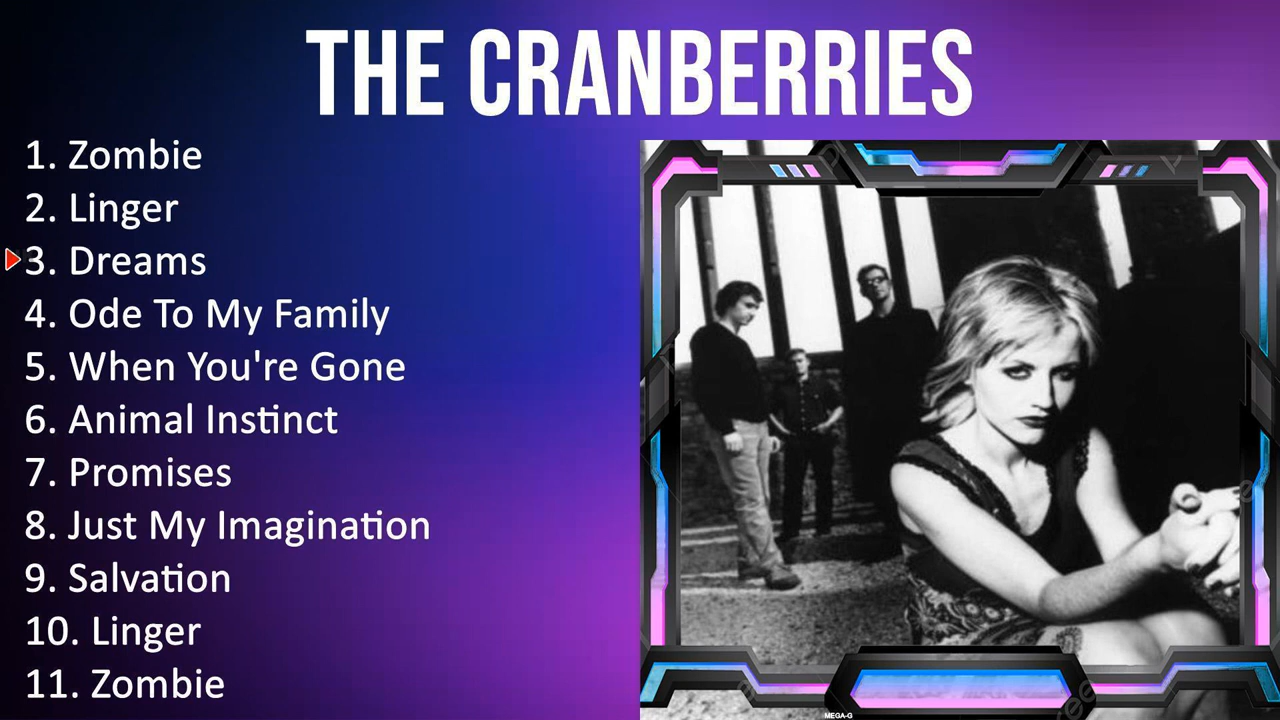 THE CRANBERRIES
1. Zombie
2. Linger
3. Dreams
4. Ode To My Family
5. When You're Gone
6. Animal Instinct
7. Promises
8. Just My Imagination
9. Salvation
10. Linger
11. Zombie
MEGA-G